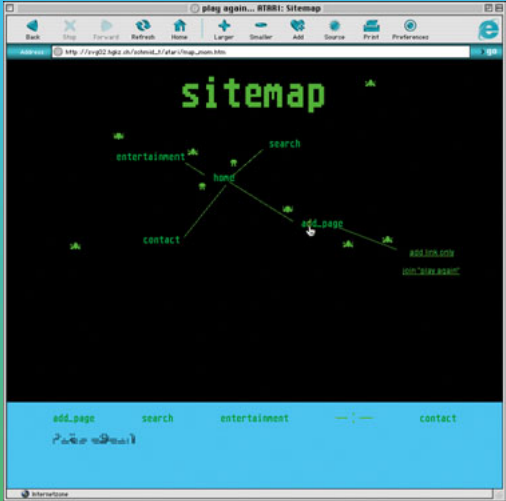 play again... ATARI: Sitemap
Back Stop Forward Refresh Home Larger Smaller Add Source Print Preferences
Address: go
sitemap
search
entertainment
home
add_page
contact
add link only
join "play again"
add_page search entertainment --:-- contact
Internetzone